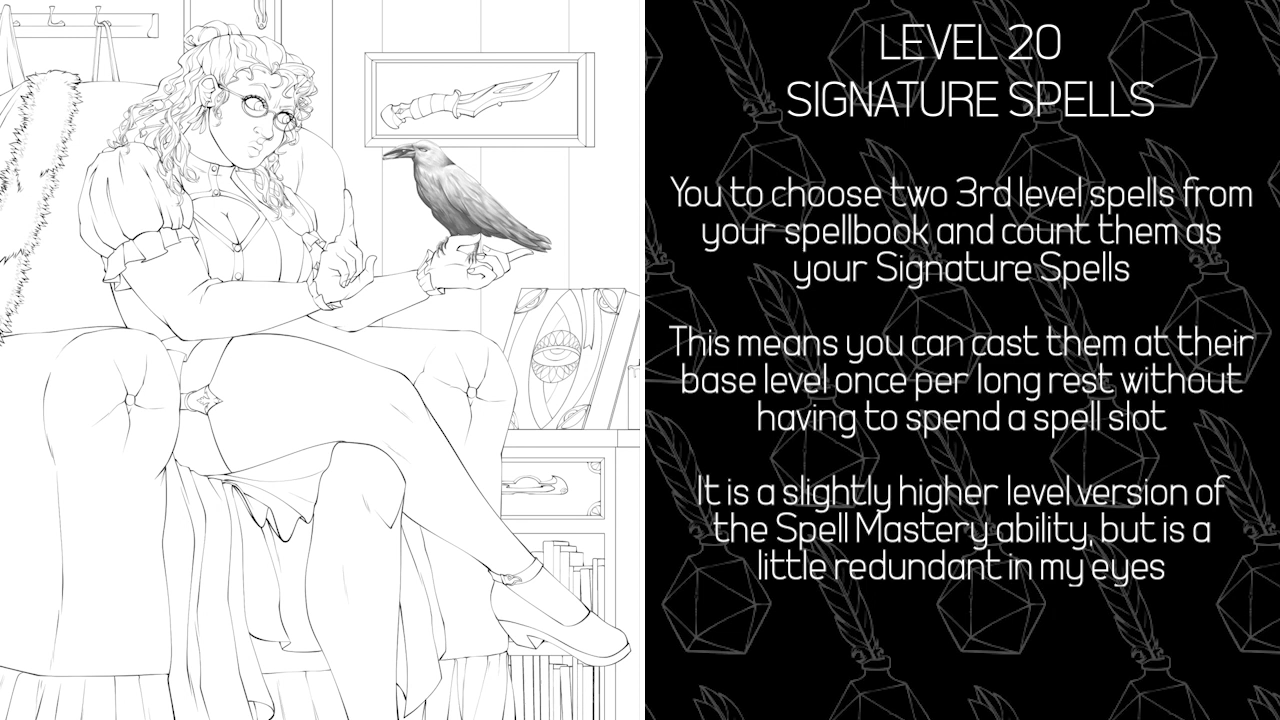 LEVEL 20
SIGNATURE SPELLS
You to choose two 3rd level spells from
your spellbook and count them as
your Signature Spells
This means you can cast them at their
base level once per long rest without
having to spend a spell slot
It is a slightly higher level version of
the Spell Mastery ability, but is a
little redundant in my eyes